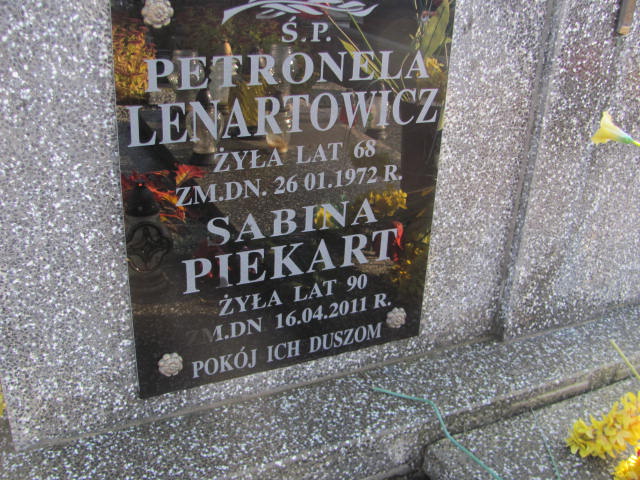 Ś.P.
PETRONELA
LENARTOWICZ
ŻYŁA LAT 68
ZM.DN. 26 01.1972 R.
SABINA
PIEKART
ŻYŁA LAT 90
ZM.DN 16.04.2011 R.
POKÓJ ICH DUSZOM